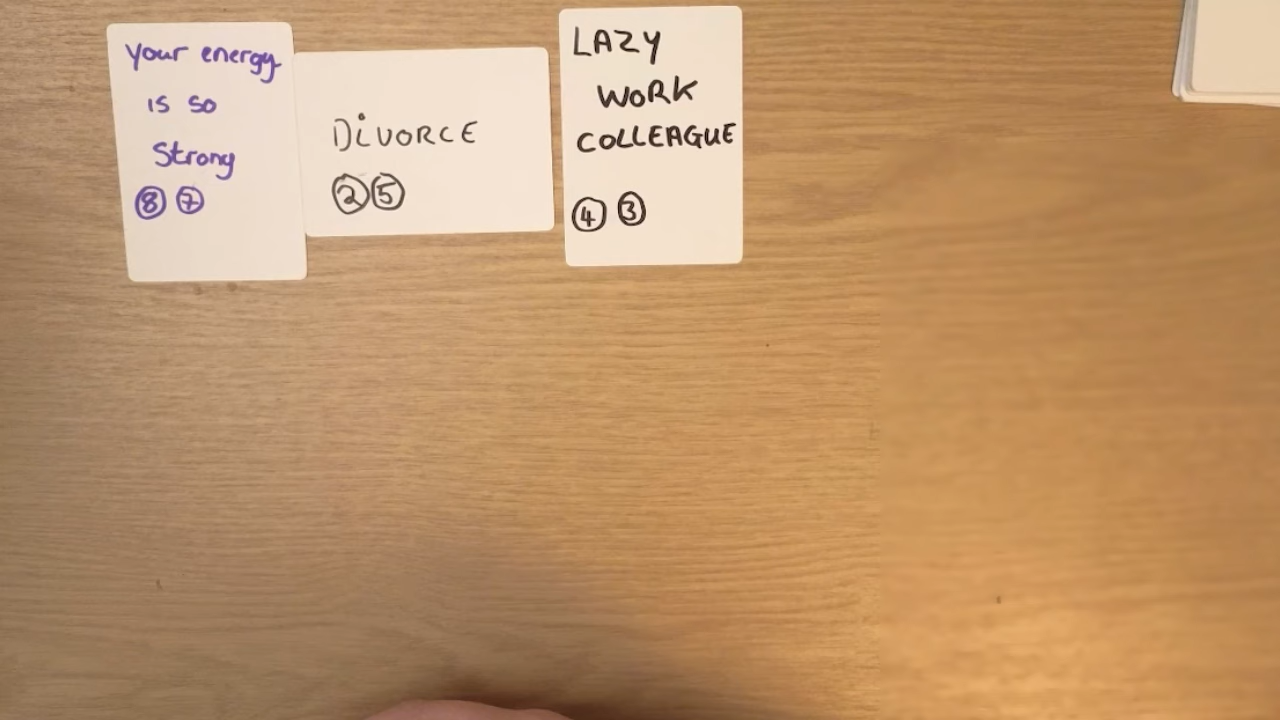 Your energy
is so
Strong
8 7
DiVORCE
2 5
LAZY
WORK
COLLEAGUE
4 3